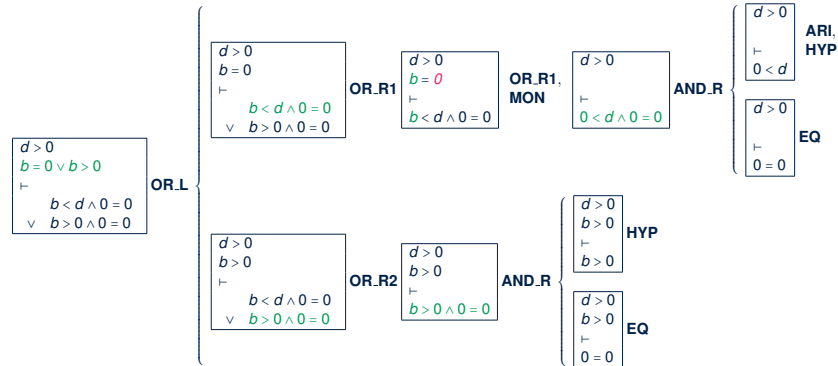 d > 0
b = 0 ∨ b > 0
⊢
b < d ∧ 0 = 0
∨ b > 0 ∧ 0 = 0
OR_L
d > 0
b = 0
⊢
b < d ∧ 0 = 0
∨ b > 0 ∧ 0 = 0
OR_R1
d > 0
b = 0
⊢
b < d ∧ 0 = 0
OR_R1,
MON
d > 0
⊢
0 < d ∧ 0 = 0
AND_R
d > 0
⊢
0 < d
ARI,
HYP
d > 0
⊢
0 = 0
EQ
d > 0
b > 0
⊢
b < d ∧ 0 = 0
∨ b > 0 ∧ 0 = 0
OR_R2
d > 0
b > 0
⊢
b > 0 ∧ 0 = 0
AND_R
d > 0
b > 0
⊢
b > 0
HYP
d > 0
b > 0
⊢
0 = 0
EQ